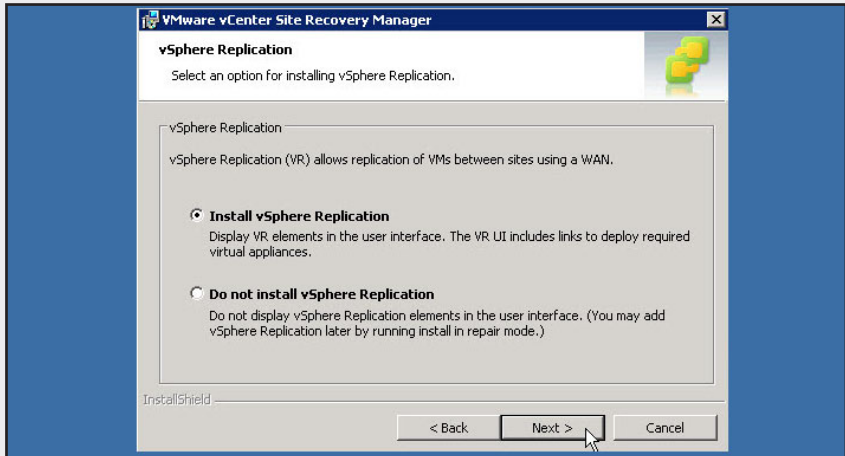 VMware vCenter Site Recovery Manager
vSphere Replication
Select an option for installing vSphere Replication.
vSphere Replication
vSphere Replication (VR) allows replication of VMs between sites using a WAN.
Install vSphere Replication
Display VR elements in the user interface. The VR UI includes links to deploy required
virtual appliances.
Do not install vSphere Replication
Do not display vSphere Replication elements in the user interface. (You may add
vSphere Replication later by running install in repair mode.)
InstallShield
< Back Next > Cancel